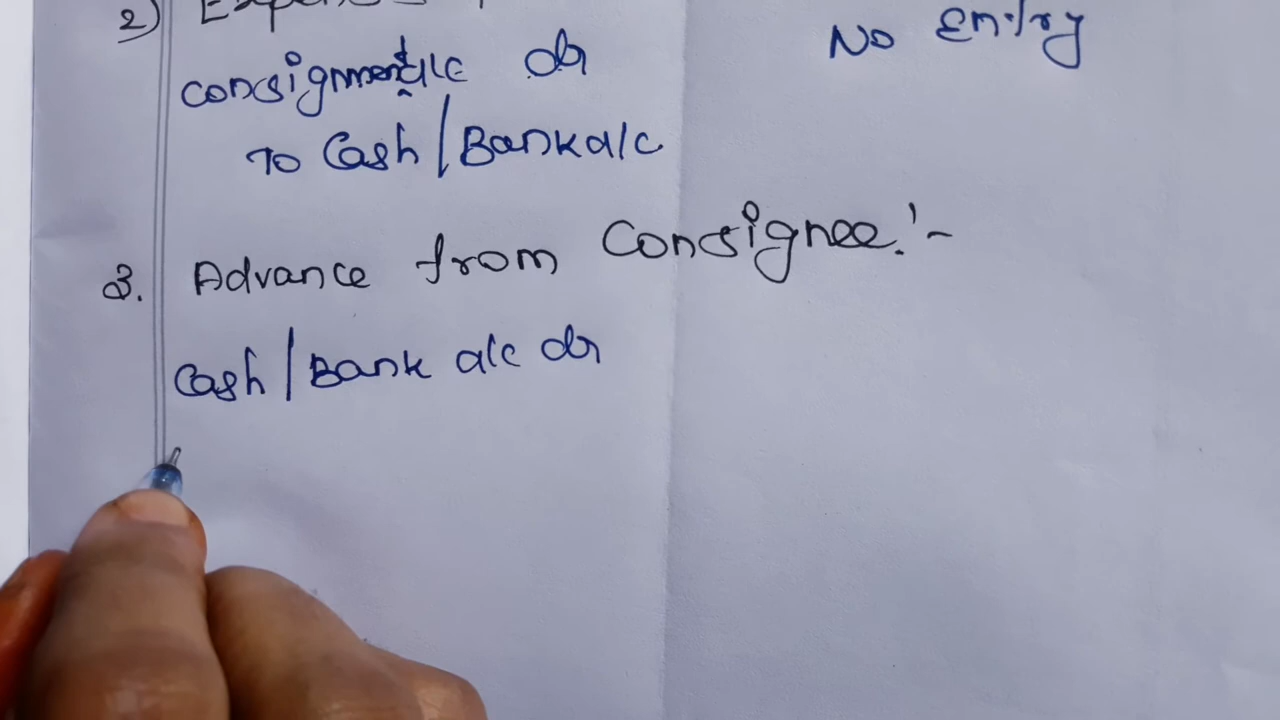 2)
No Entry
consignment a/c dr
To Cash/Bank a/c
3. Advance from Consignee:-
Cash/Bank a/c dr